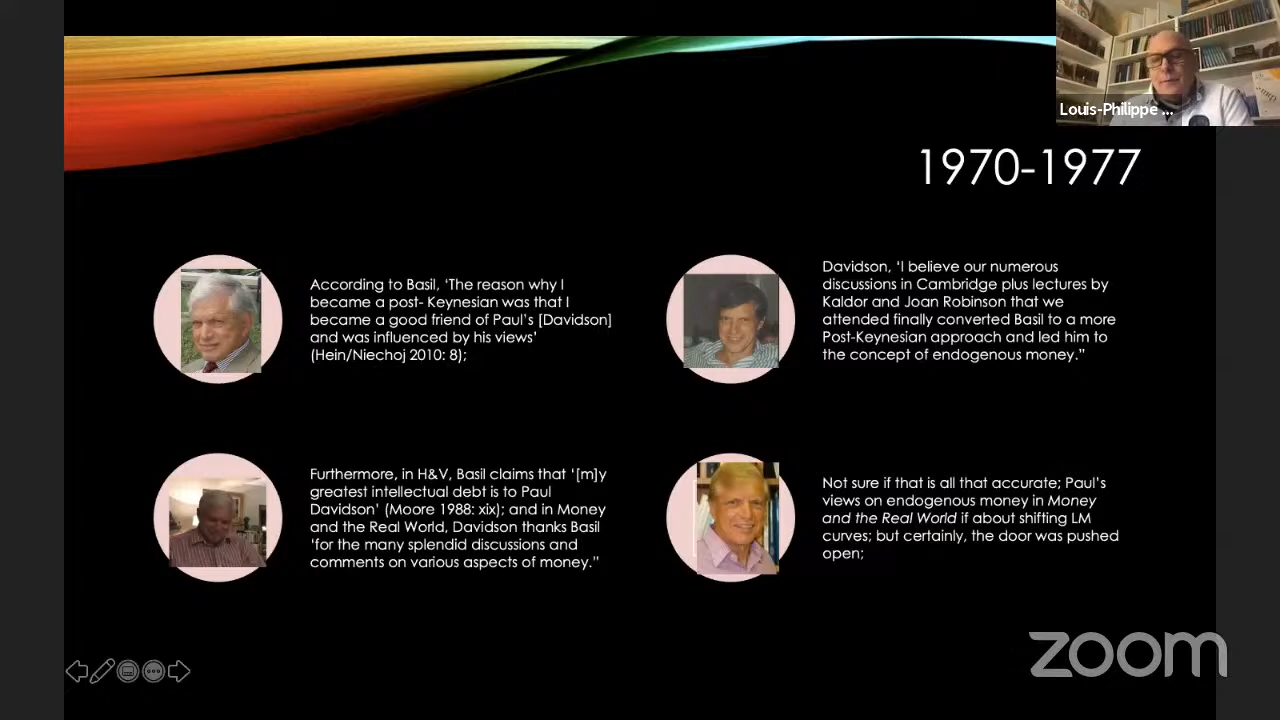 Louis-Philippe ...
1970-1977
According to Basil, ‘The reason why I
became a post- Keynesian was that I
became a good friend of Paul’s [Davidson]
and was influenced by his views’
(Hein/Niechoj 2010: 8);
Davidson, ‘I believe our numerous
discussions in Cambridge plus lectures by
Kaldor and Joan Robinson that we
attended finally converted Basil to a more
Post-Keynesian approach and led him to
the concept of endogenous money.”
Furthermore, in H&V, Basil claims that ‘[m]y
greatest intellectual debt is to Paul
Davidson’ (Moore 1988: xix); and in Money
and the Real World, Davidson thanks Basil
‘for the many splendid discussions and
comments on various aspects of money.”
Not sure if that is all that accurate; Paul’s
views on endogenous money in Money
and the Real World if about shifting LM
curves; but certainly, the door was pushed
open;
zoom